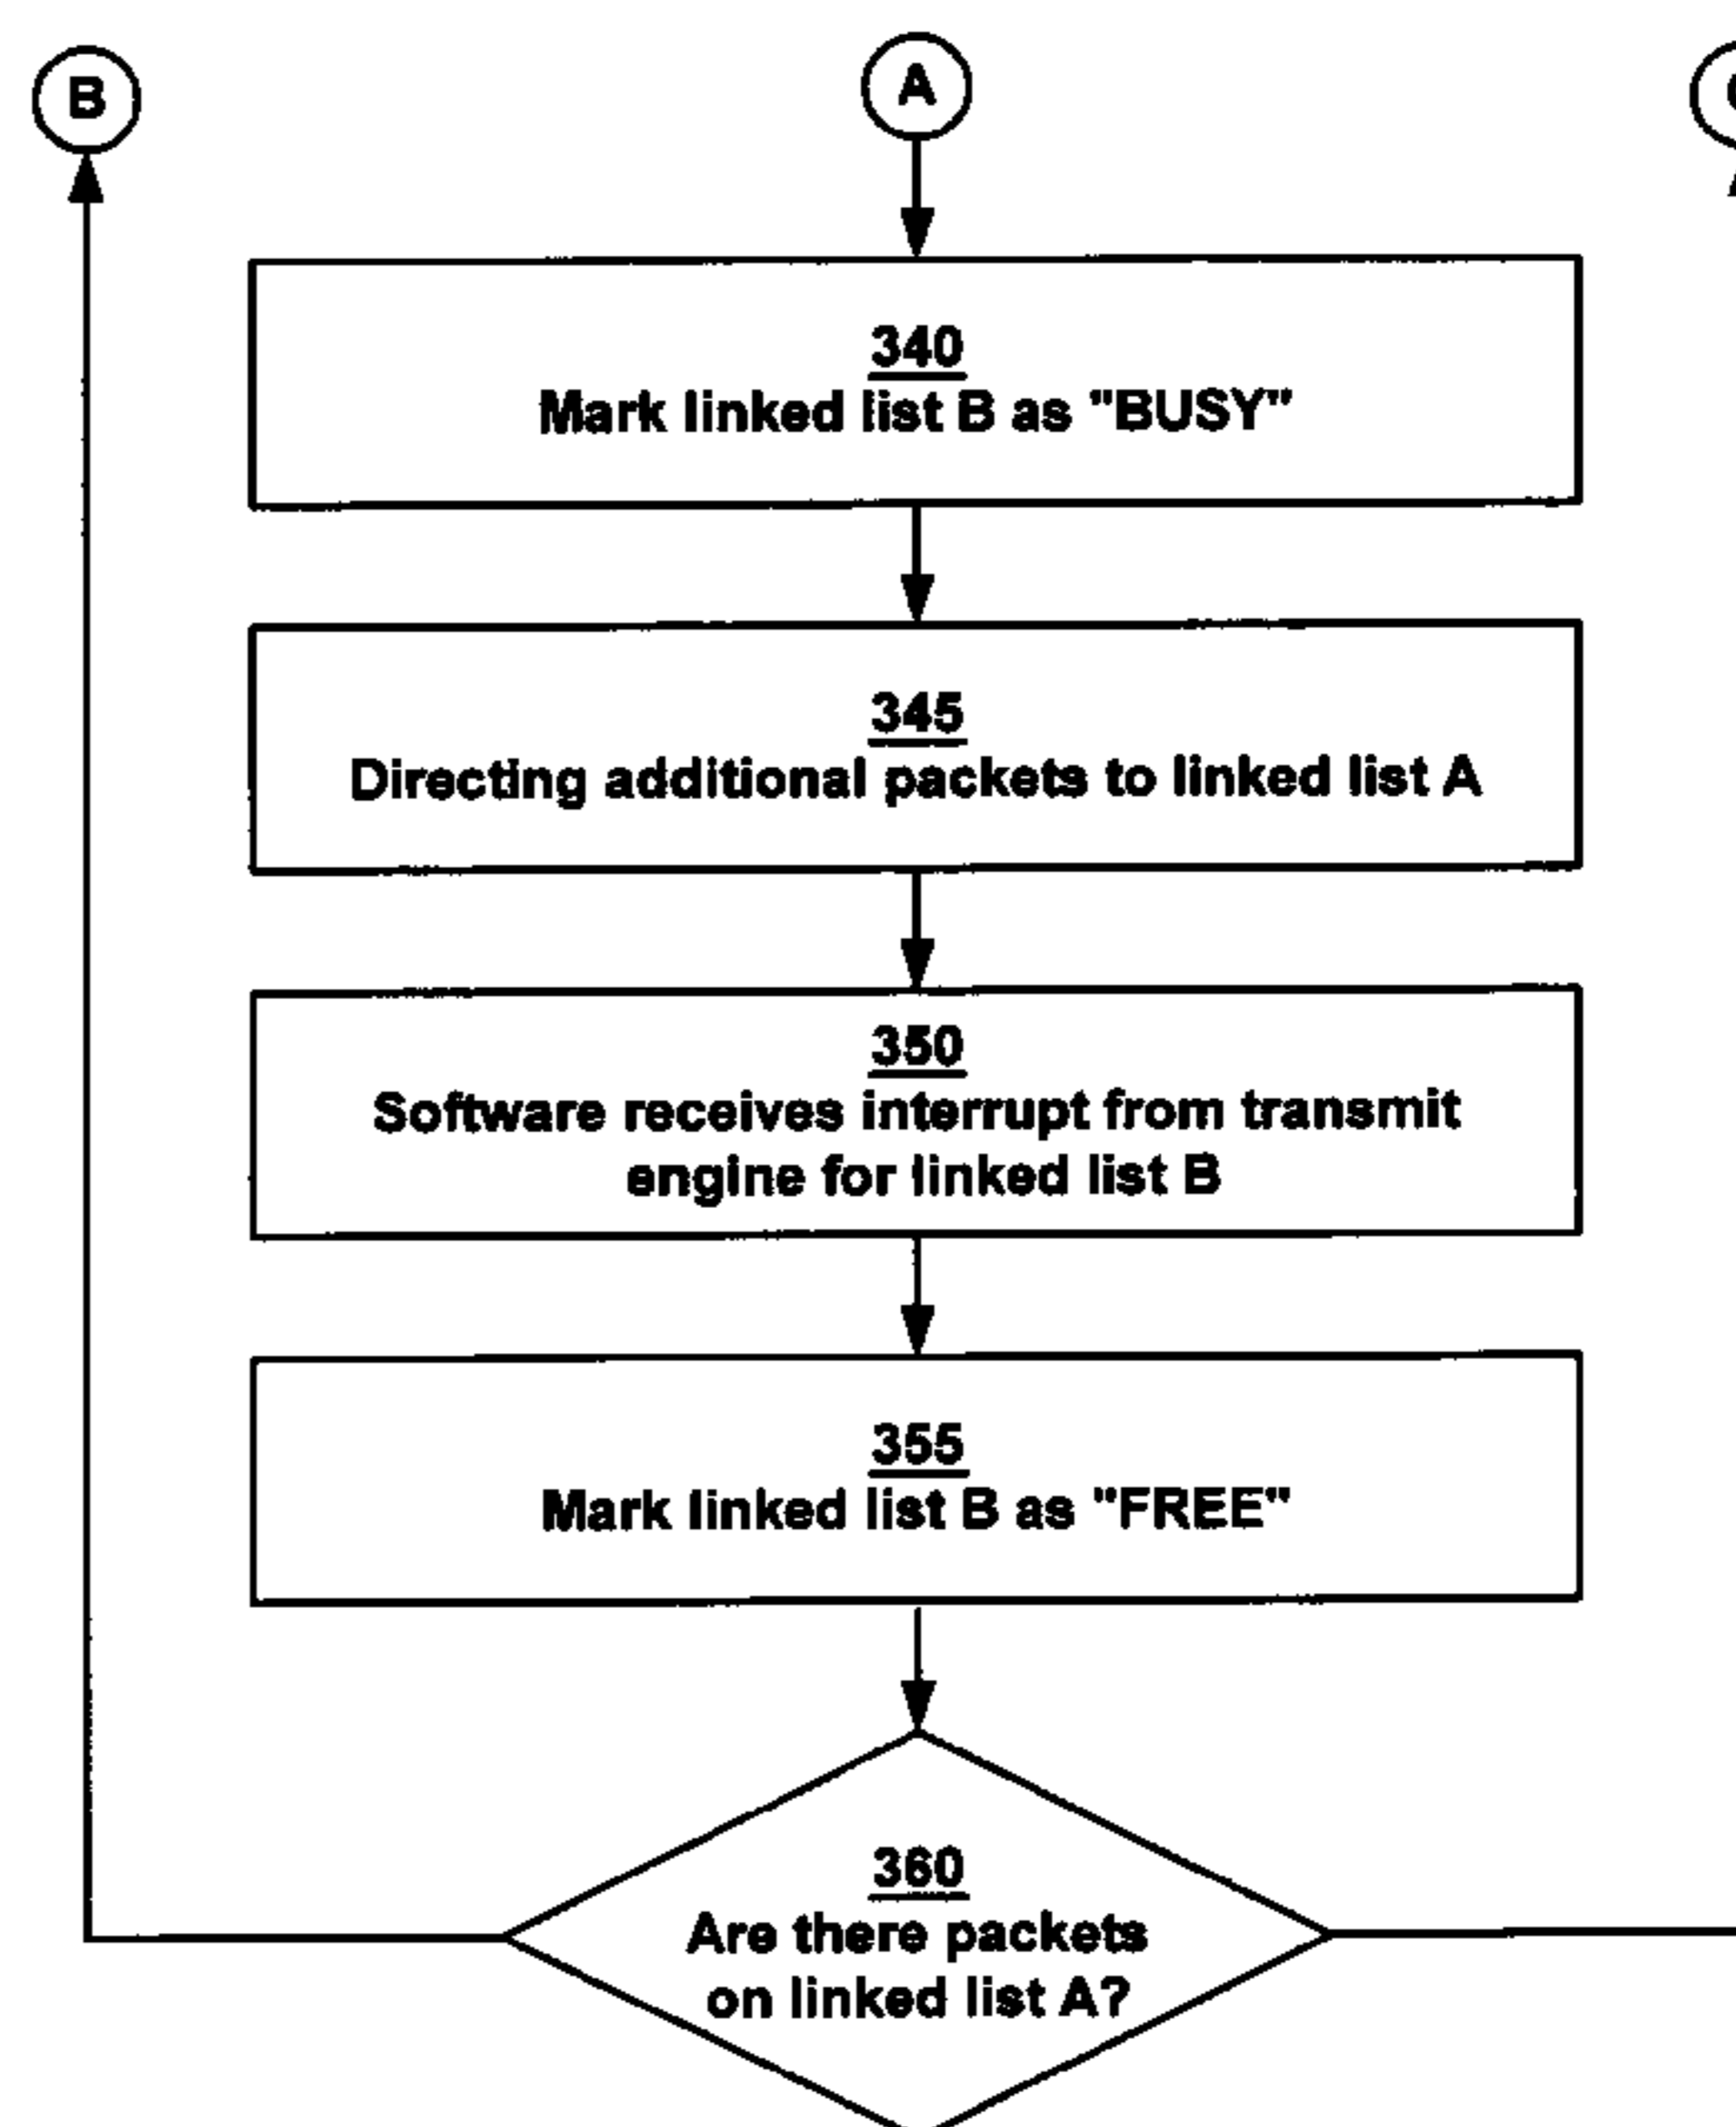 B
A
340
Mark linked list B as "BUSY"
345
Directing additional packets to linked list A
350
Software receives interrupt from transmit
engine for linked list B
355
Mark linked list B as "FREE"
360
Are there packets
on linked list A?